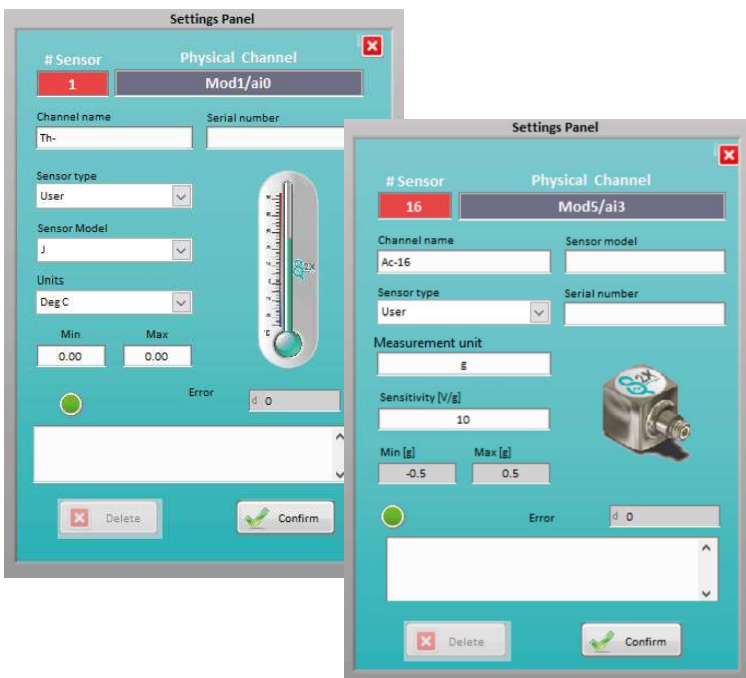 Settings Panel
# Sensor Physical Channel
1 Mod1/ai0
Channel name Serial number
Th-
Sensor type
User
Sensor Model
J
Units
Deg C
Min Max
0.00 0.00
°C
2X
Error d 0
Delete Confirm
Settings Panel
# Sensor Physical Channel
16 Mod5/ai3
Channel name Sensor model
Ac-16
Sensor type Serial number
User
Measurement unit
g
Sensitivity [V/g]
10
Min [g] Max [g]
-0.5 0.5
2X
Error d 0
Delete Confirm